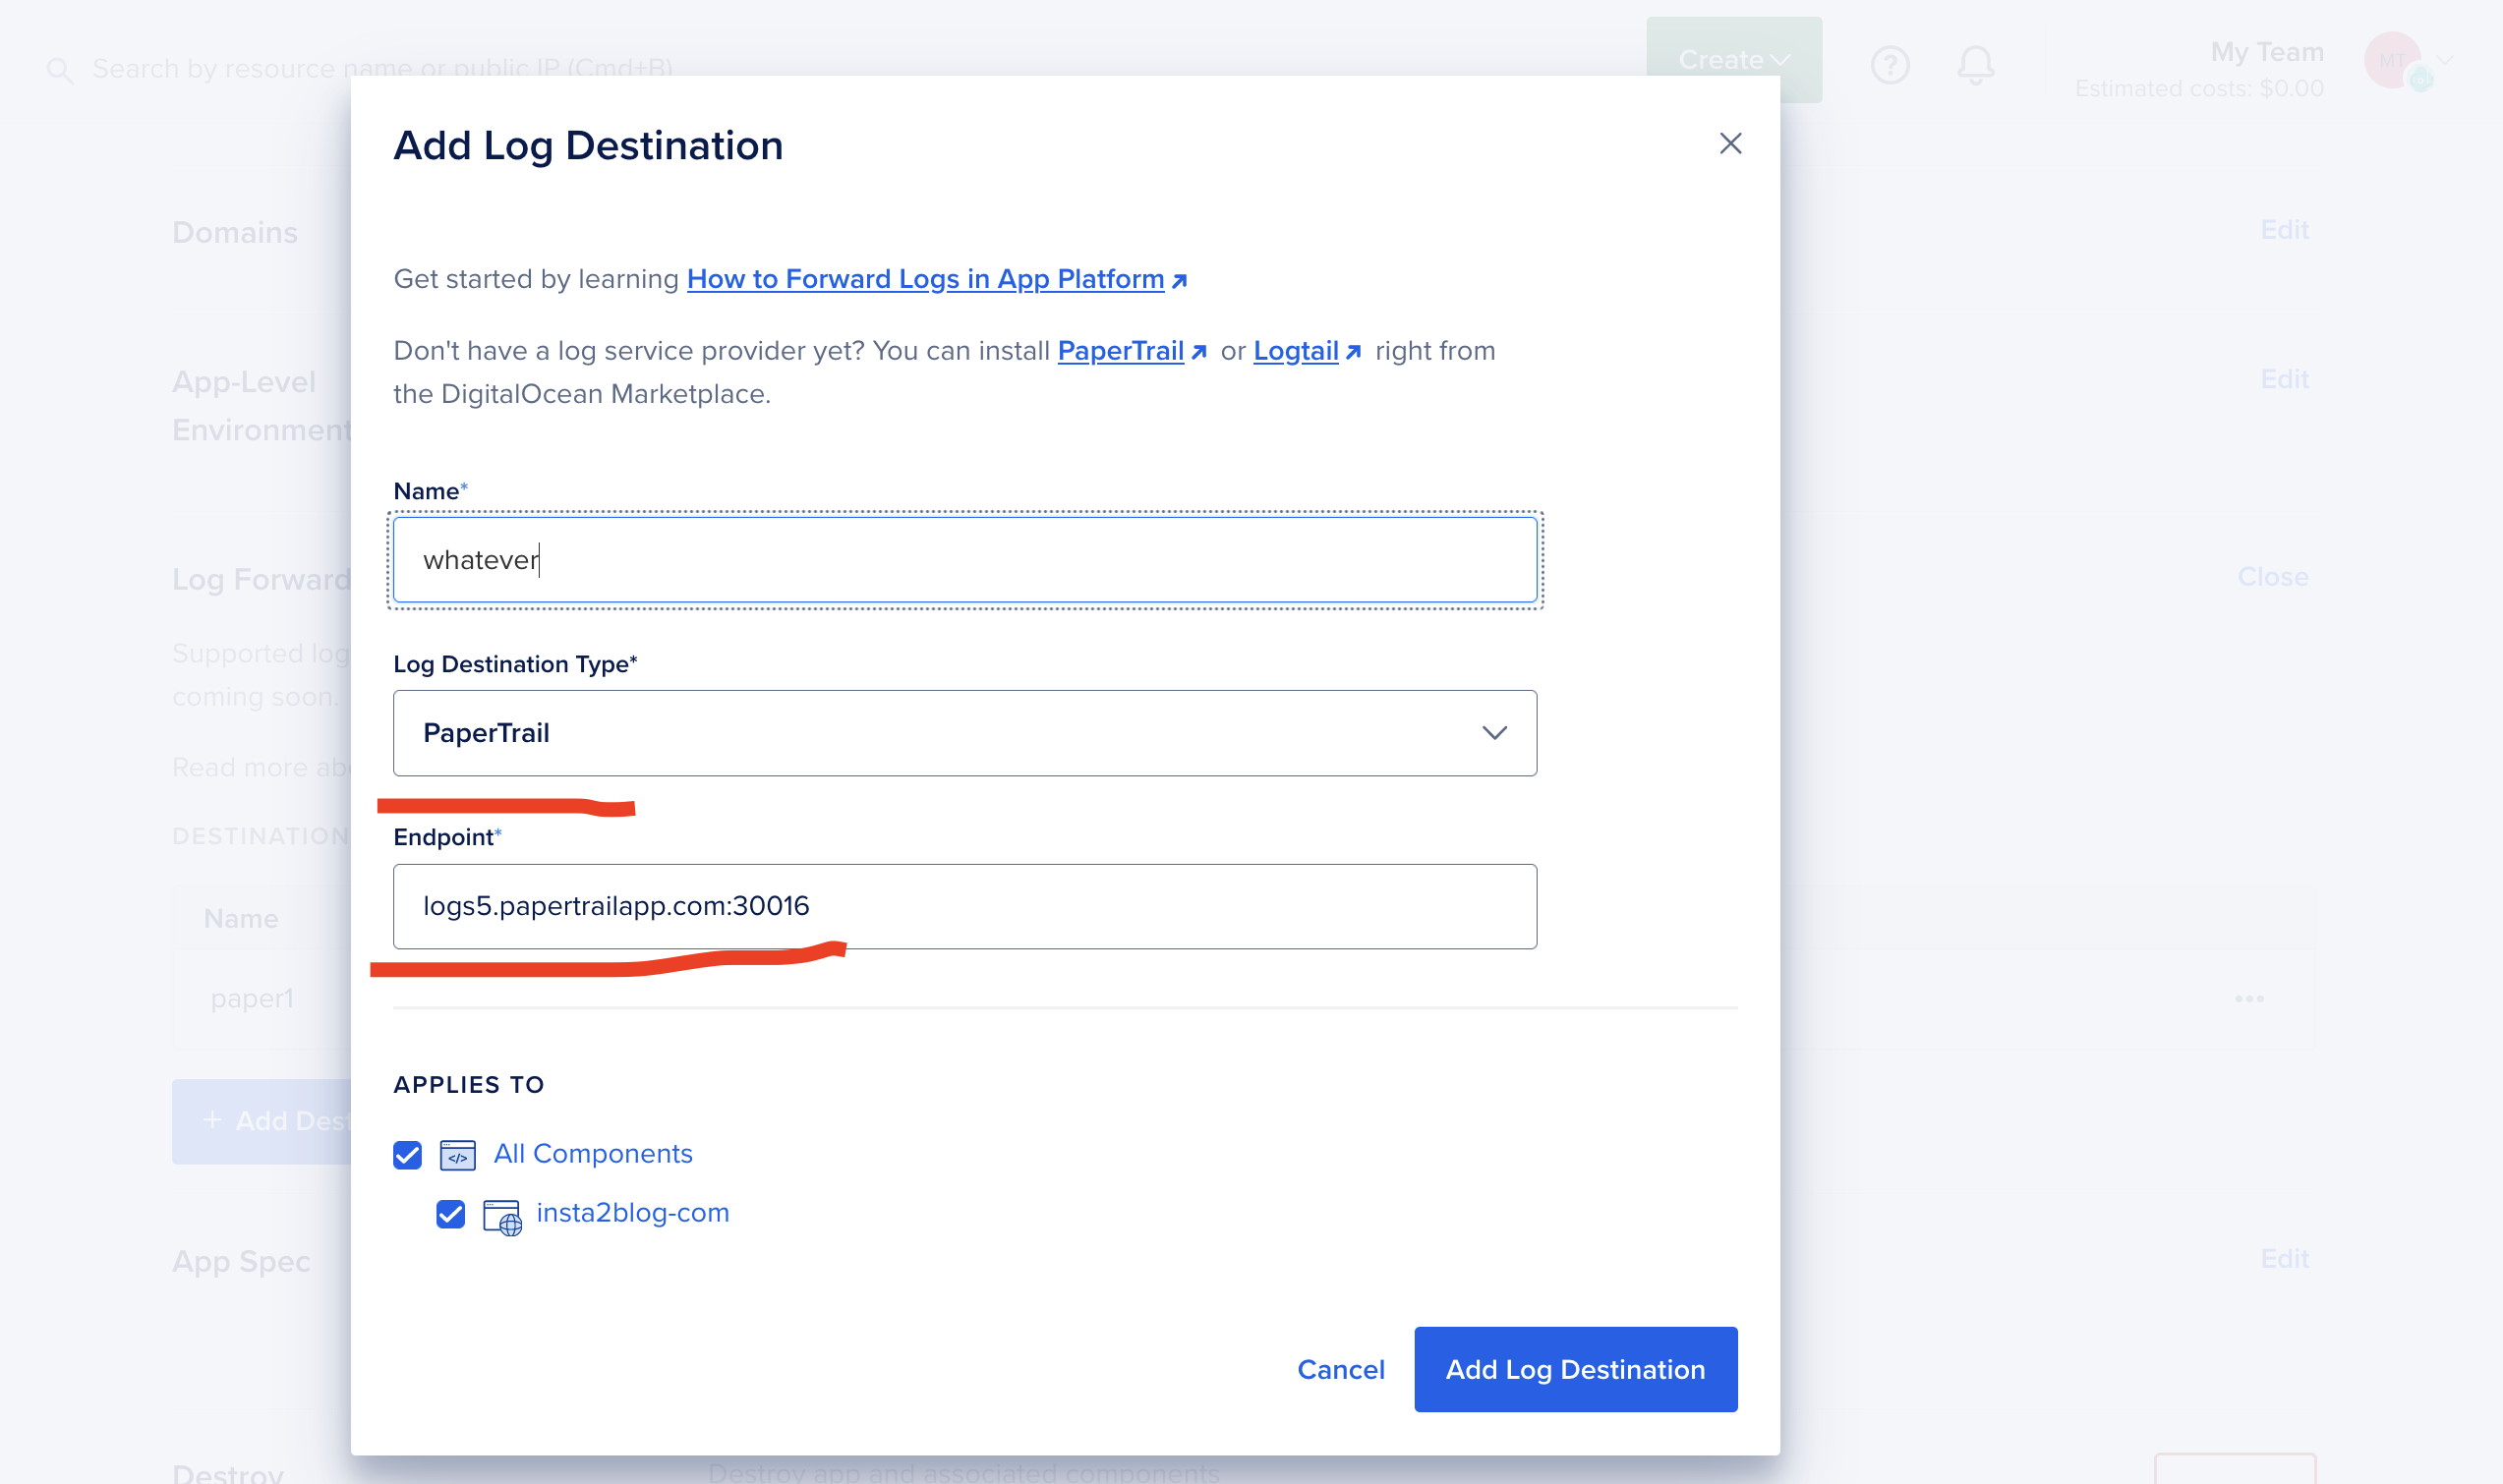 Search by resource name or public IP (Cmd+B)
Create
?
My Team
Estimated costs: $0.00
MT
Add Log Destination
Domains
Edit
Get started by learning How to Forward Logs in App Platform
Don't have a log service provider yet? You can install PaperTrail or Logtail right from
the DigitalOcean Marketplace.
App-Level
Environment
Edit
Name*
whatever
Log Forward
Close
Supported log
coming soon.
Log Destination Type*
PaperTrail
Read more
DESTINATION
Endpoint*
logs5.papertrailapp.com:30016
Name
paper1
...
APPLIES TO
+ Add Dest
</> All Components
insta2blog-com
App Spec
Edit
Cancel
Add Log Destination
Destroy
Destroy app and associated components